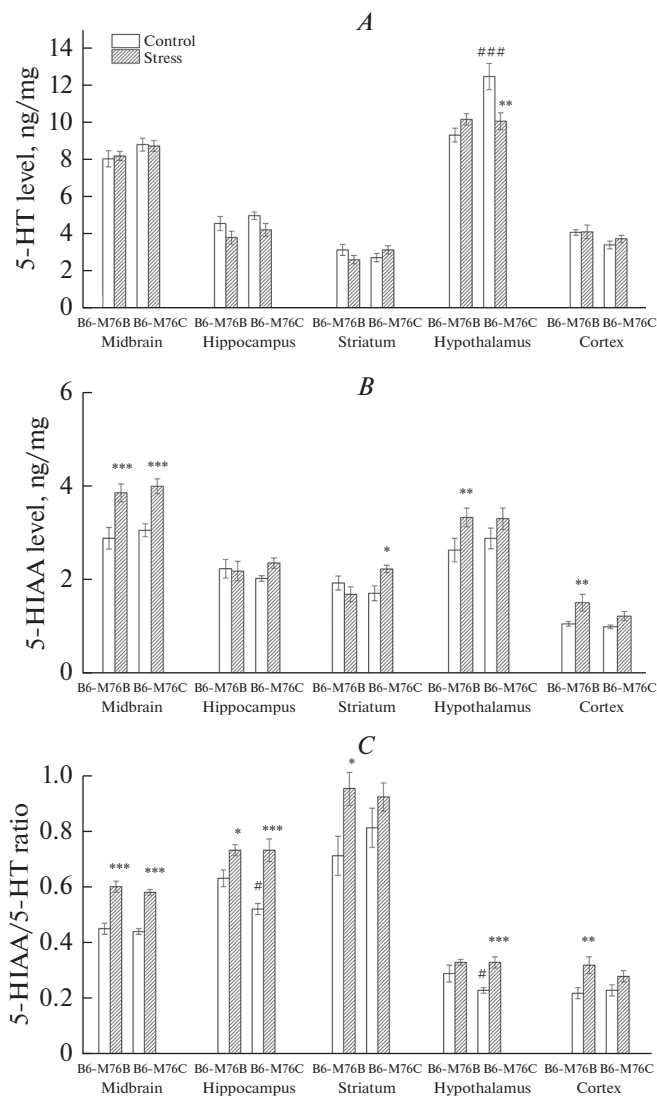 A
Control
Stress
5-HT level, ng/mg
14
12
10
8
6
4
2
0
###
**
B6-M76B B6-M76C B6-M76B B6-M76C B6-M76B B6-M76C B6-M76B B6-M76C B6-M76B B6-M76C
Midbrain Hippocampus Striatum Hypothalamus Cortex
B
5-HIAA level, ng/mg
6
4
2
0
*** *** * ** **
B6-M76B B6-M76C B6-M76B B6-M76C B6-M76B B6-M76C B6-M76B B6-M76C B6-M76B B6-M76C
Midbrain Hippocampus Striatum Hypothalamus Cortex
C
5-HIAA/5-HT ratio
1.0
0.8
0.6
0.4
0.2
0
*** *** * # *** * # *** **
B6-M76B B6-M76C B6-M76B B6-M76C B6-M76B B6-M76C B6-M76B B6-M76C B6-M76B B6-M76C
Midbrain Hippocampus Striatum Hypothalamus Cortex